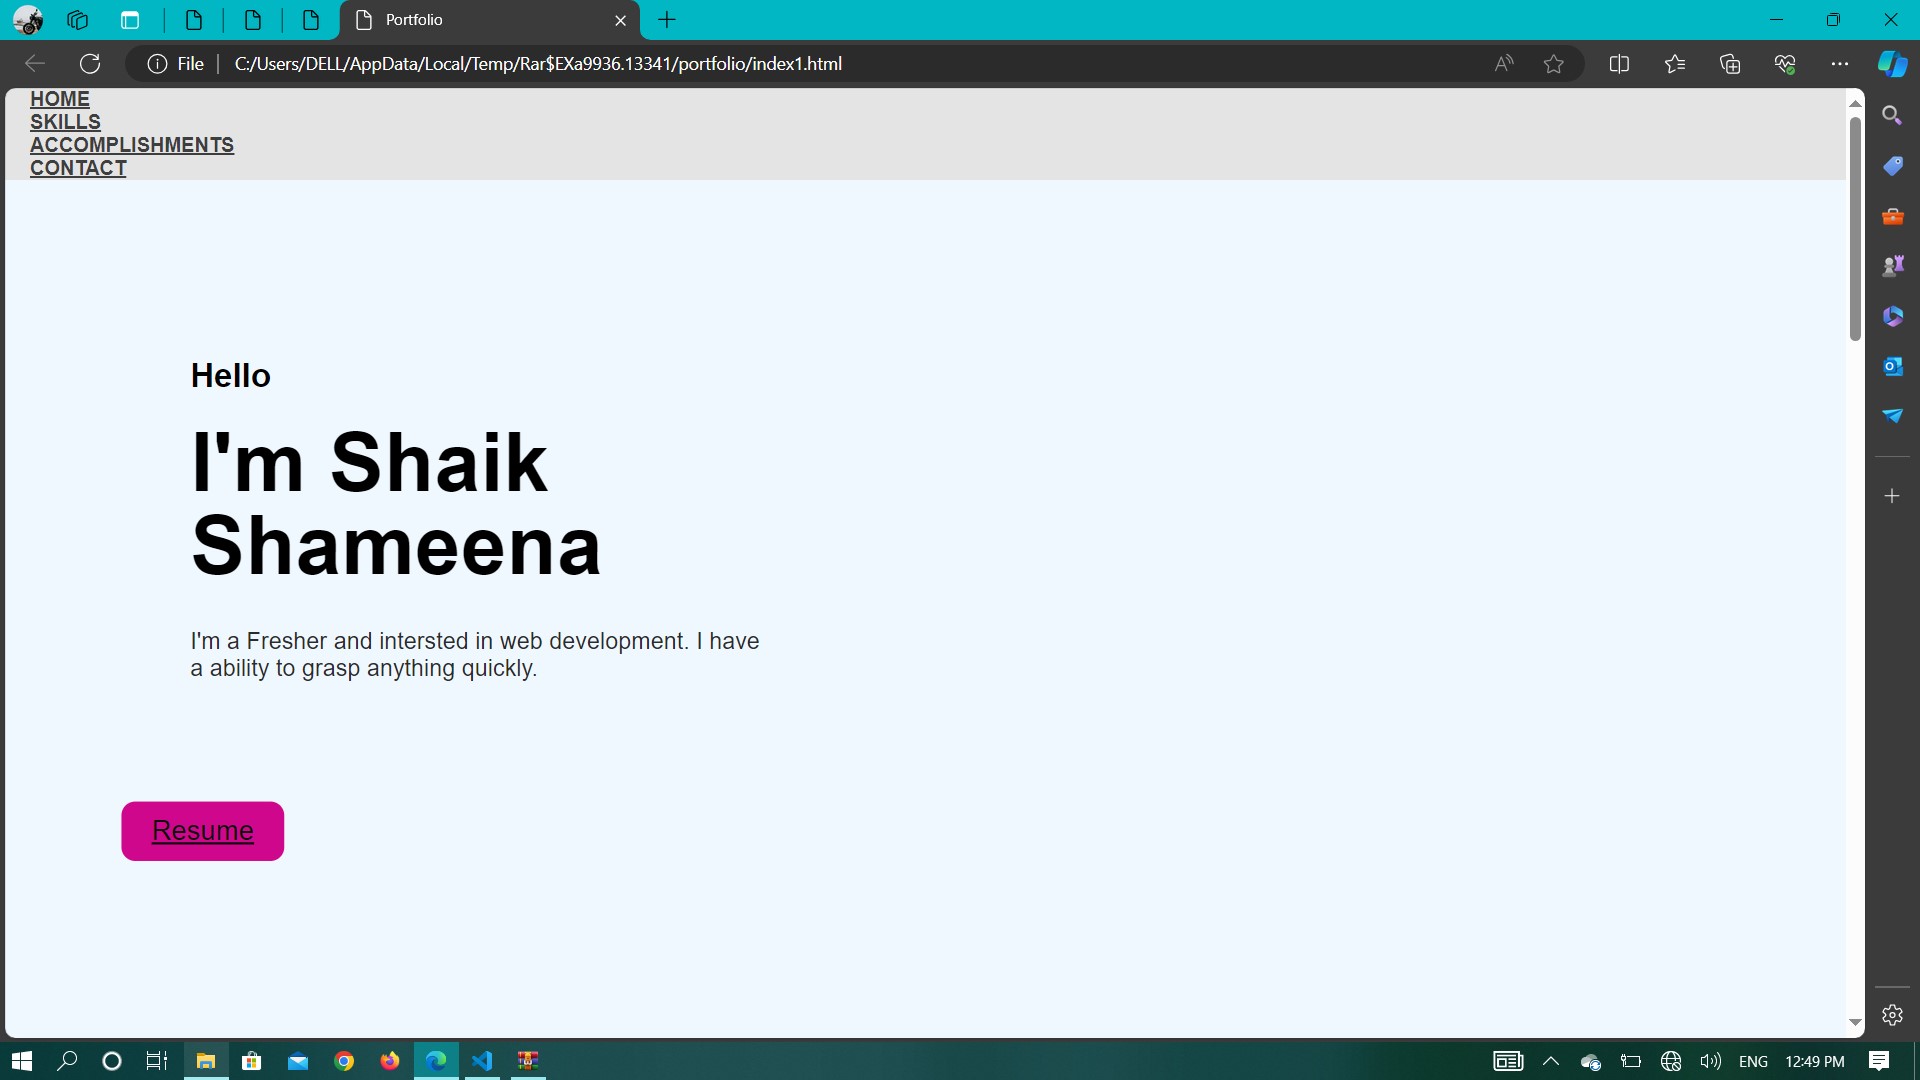 Portfolio
File
C:/Users/DELL/AppData/Local/Temp/Rar$EXa9936.13341/portfolio/index1.html
HOME
SKILLS
ACCOMPLISHMENTS
CONTACT
Hello
I'm Shaik
Shameena
I'm a Fresher and intersted in web development. I have
a ability to grasp anything quickly.
Resume
ENG
12:49 PM